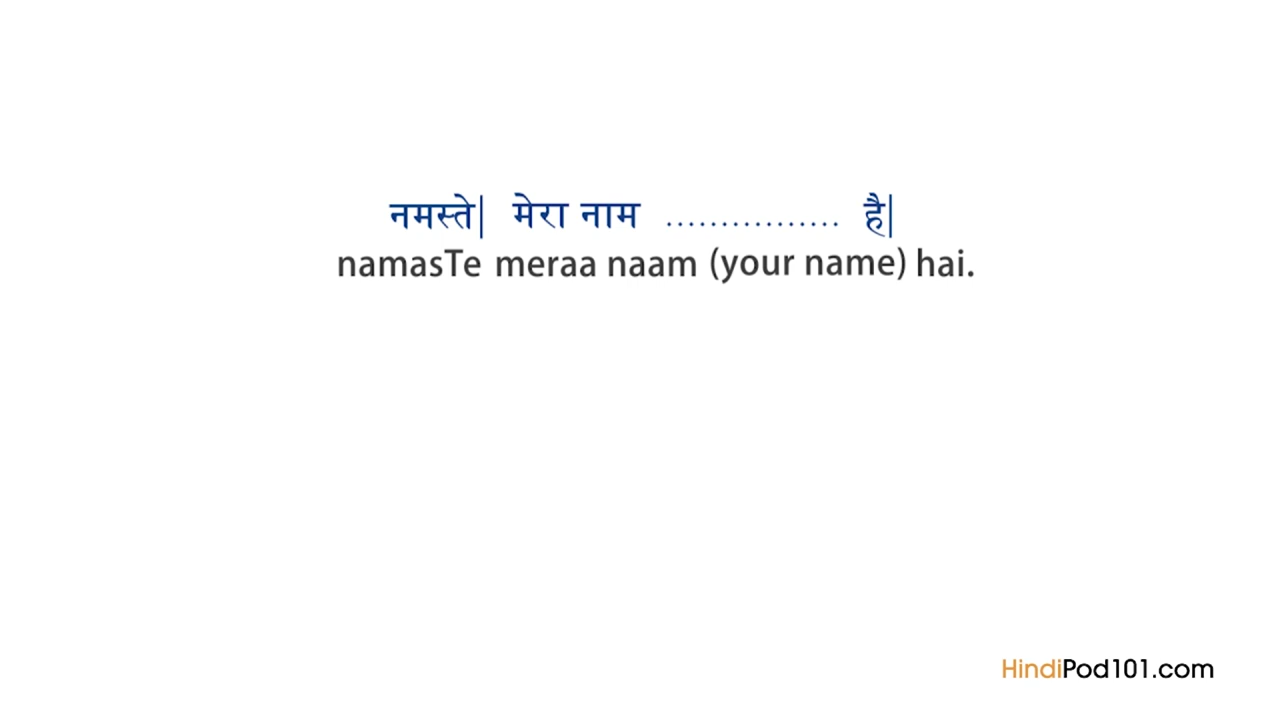 नमस्ते| मेरा नाम ................ है|
namasTe meraa naam (your name) hai.
HindiPod101.com